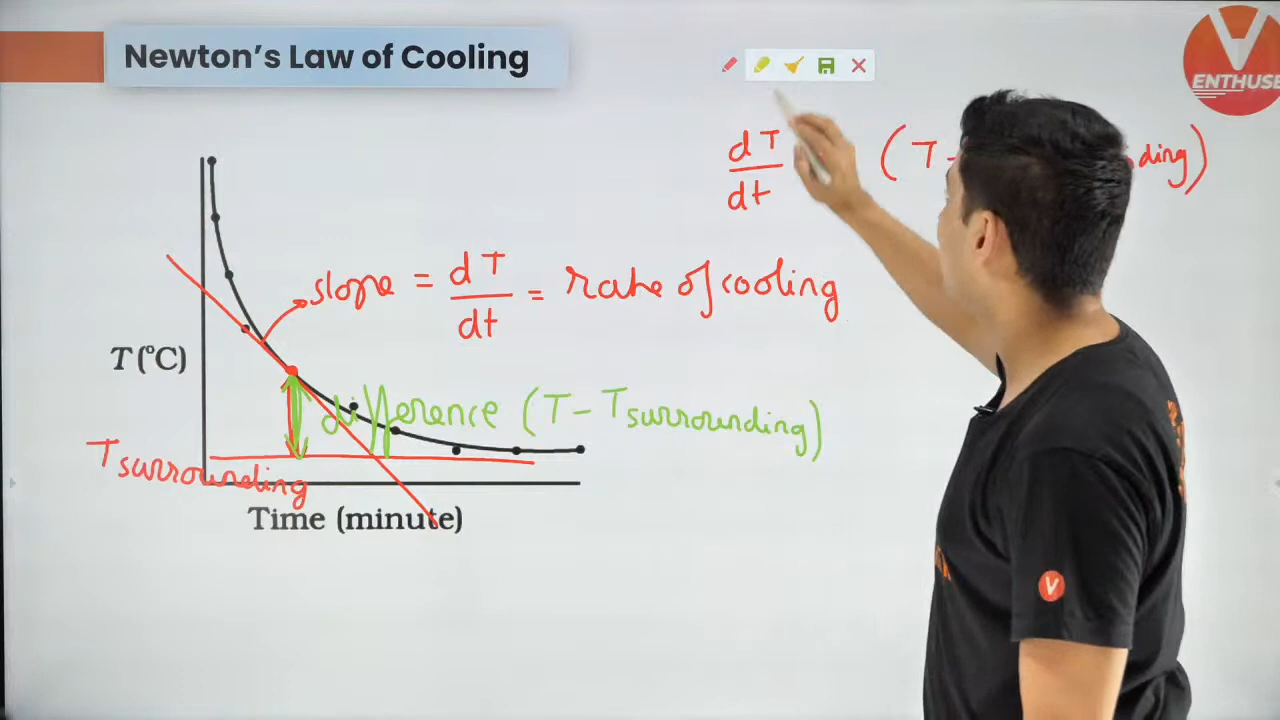 Newton's Law of Cooling
ENTHUSE
dT
dt
(T - ding)
slope = dT/dt = rate of cooling
T (°C)
difference (T - Tsurrounding)
Tsurrounding
Time (minute)
V